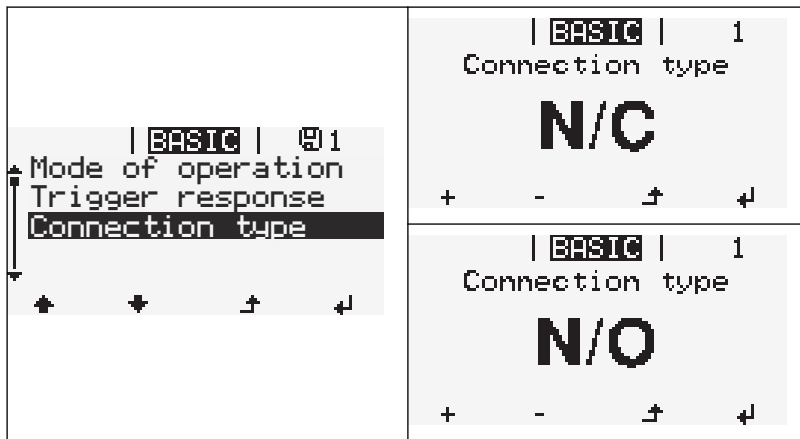 | BASIC | 1
Mode of operation
Trigger response
Connection type
| BASIC | 1
Connection type
N/C
+ -
| BASIC | 1
Connection type
N/O
+ -